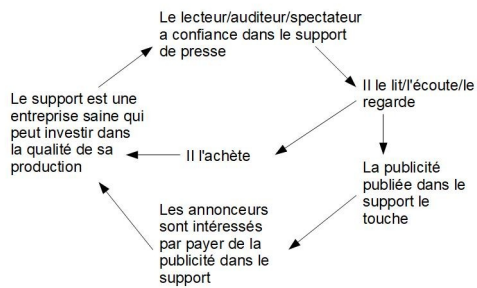 Le lecteur/auditeur/spectateur
a confiance dans le support
de presse
Il le lit/l'écoute/le
regarde
Le support est une
entreprise saine qui
peut investir dans
la qualité de sa
production
Il l'achète
La publicité
publiée dans le
support le
touche
Les annonceurs
sont intéressés
par payer de la
publicité dans le
support